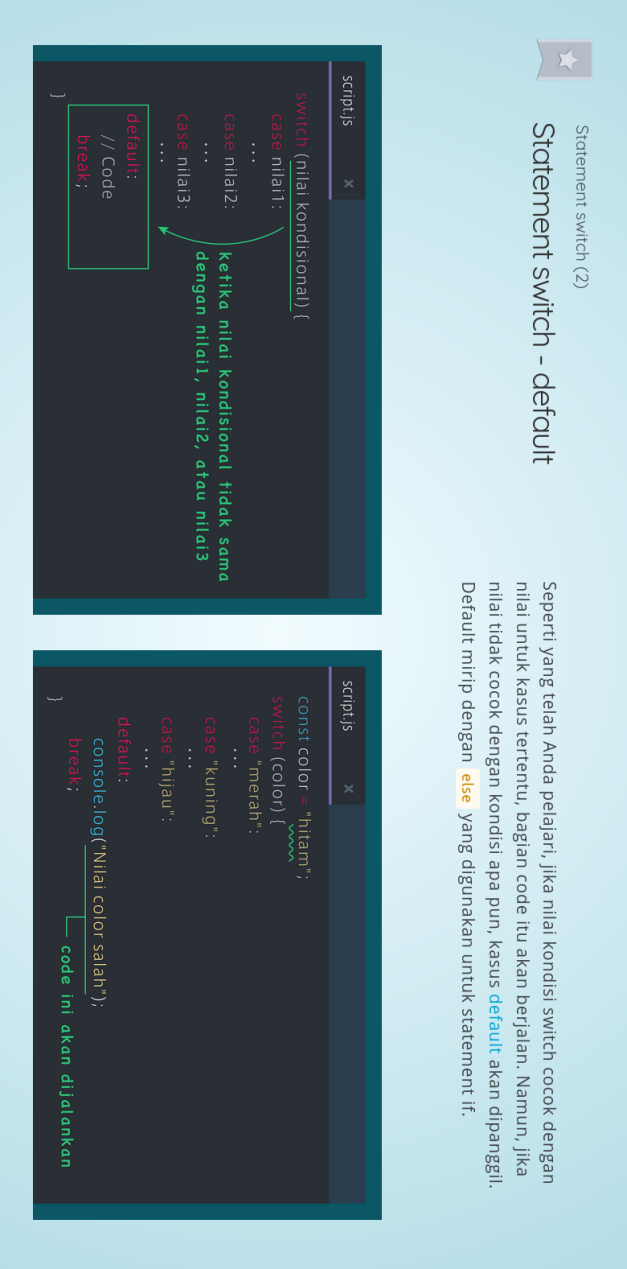 Statement switch (2)
Statement switch - default
Seperti yang telah Anda pelajari, jika nilai kondisi switch cocok dengan
nilai untuk kasus tertentu, bagian code itu akan berjalan. Namun, jika
nilai tidak cocok dengan kondisi apa pun, kasus default akan dipanggil.
Default mirip dengan else yang digunakan untuk statement if.
script.js ×
switch (nilai kondisional) {
case nilai1:
...
case nilai2:
...
case nilai3:
...
default:
// Code
break;
}
ketika nilai kondisional tidak sama
dengan nilai1, nilai2, atau nilai3
script.js ×
const color = "hitam";
switch (color) {
case "merah":
...
case "kuning":
...
case "hijau":
...
default:
console.log("Nilai color salah");
break;
}
code ini akan dijalankan